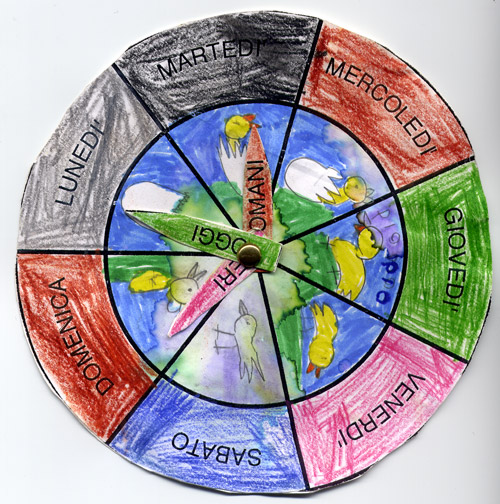 LUNEDI'
MARTEDI'
MERCOLEDI'
GIOVEDI'
VENERDI'
SABATO
DOMENICA
DOMANI
OGGI
IERI